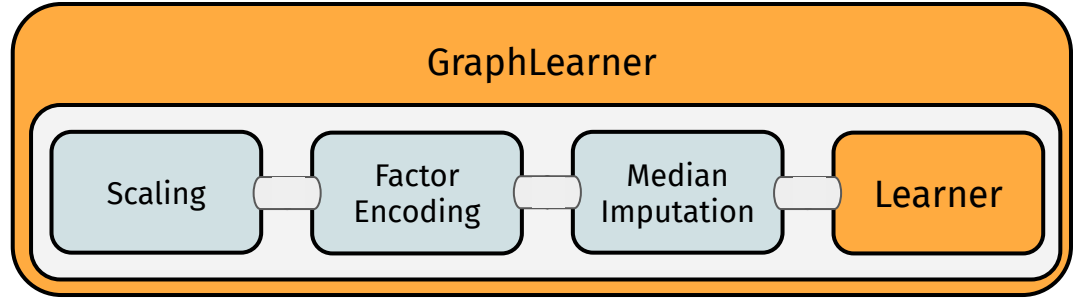 GraphLearner
Scaling
Factor
Encoding
Median
Imputation
Learner